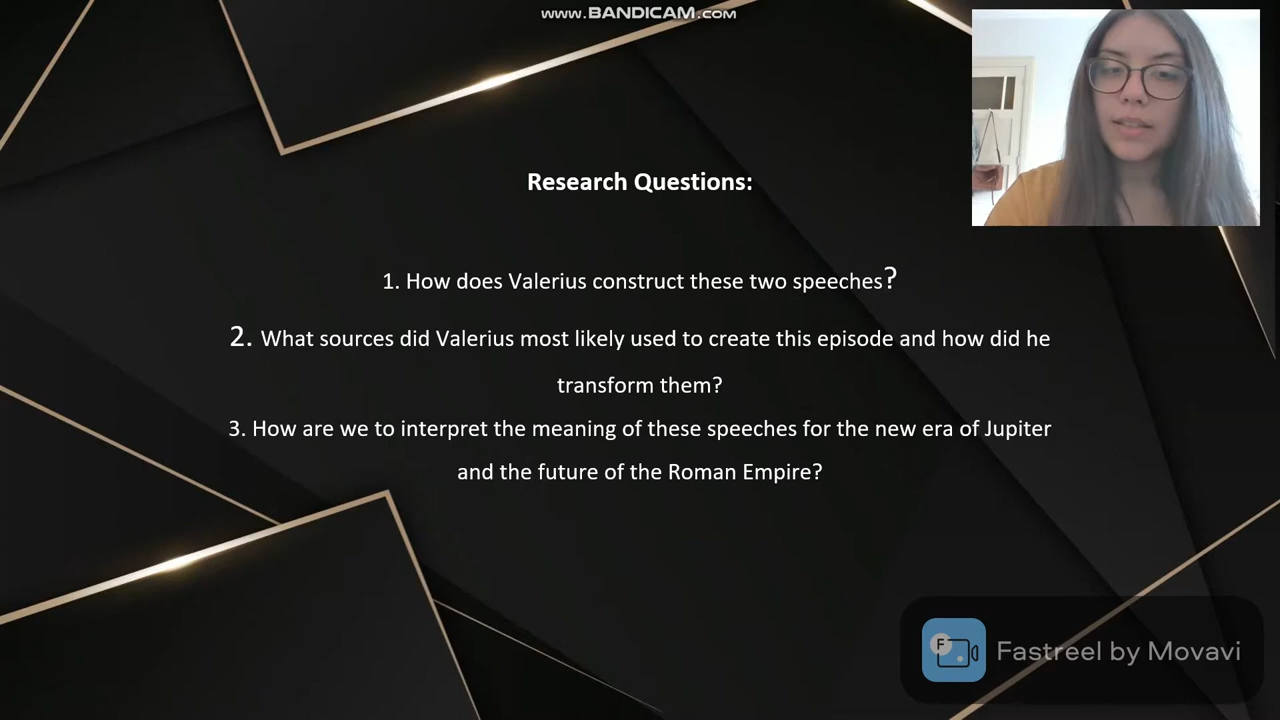 www.BANDICAM.com
Research Questions:
1. How does Valerius construct these two speeches?
2. What sources did Valerius most likely used to create this episode and how did he
transform them?
3. How are we to interpret the meaning of these speeches for the new era of Jupiter
and the future of the Roman Empire?
F
Fastreel by Movavi